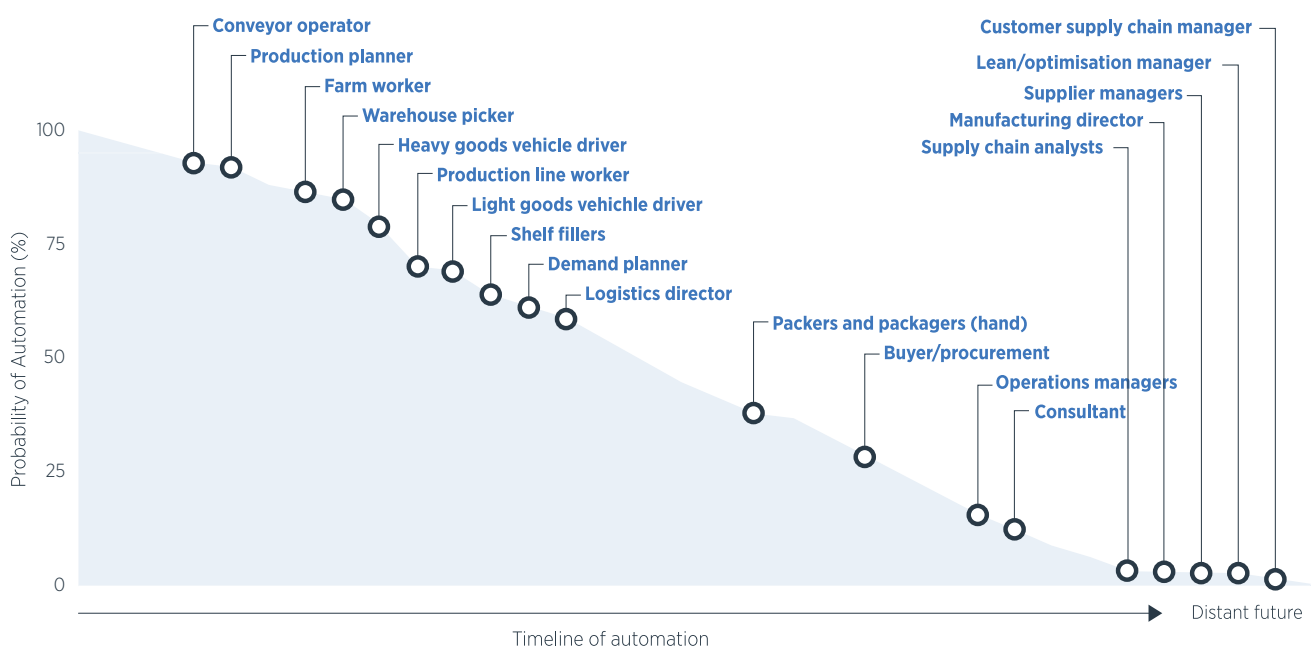 Conveyor operator
Production planner
Farm worker
Warehouse picker
Heavy goods vehicle driver
Production line worker
Light goods vehichle driver
Shelf fillers
Demand planner
Logistics director
Packers and packagers (hand)
Buyer/procurement
Operations managers
Consultant
Customer supply chain manager
Lean/optimisation manager
Supplier managers
Manufacturing director
Supply chain analysts
Probability of Automation (%)
100
75
50
25
0
Timeline of automation
Distant future